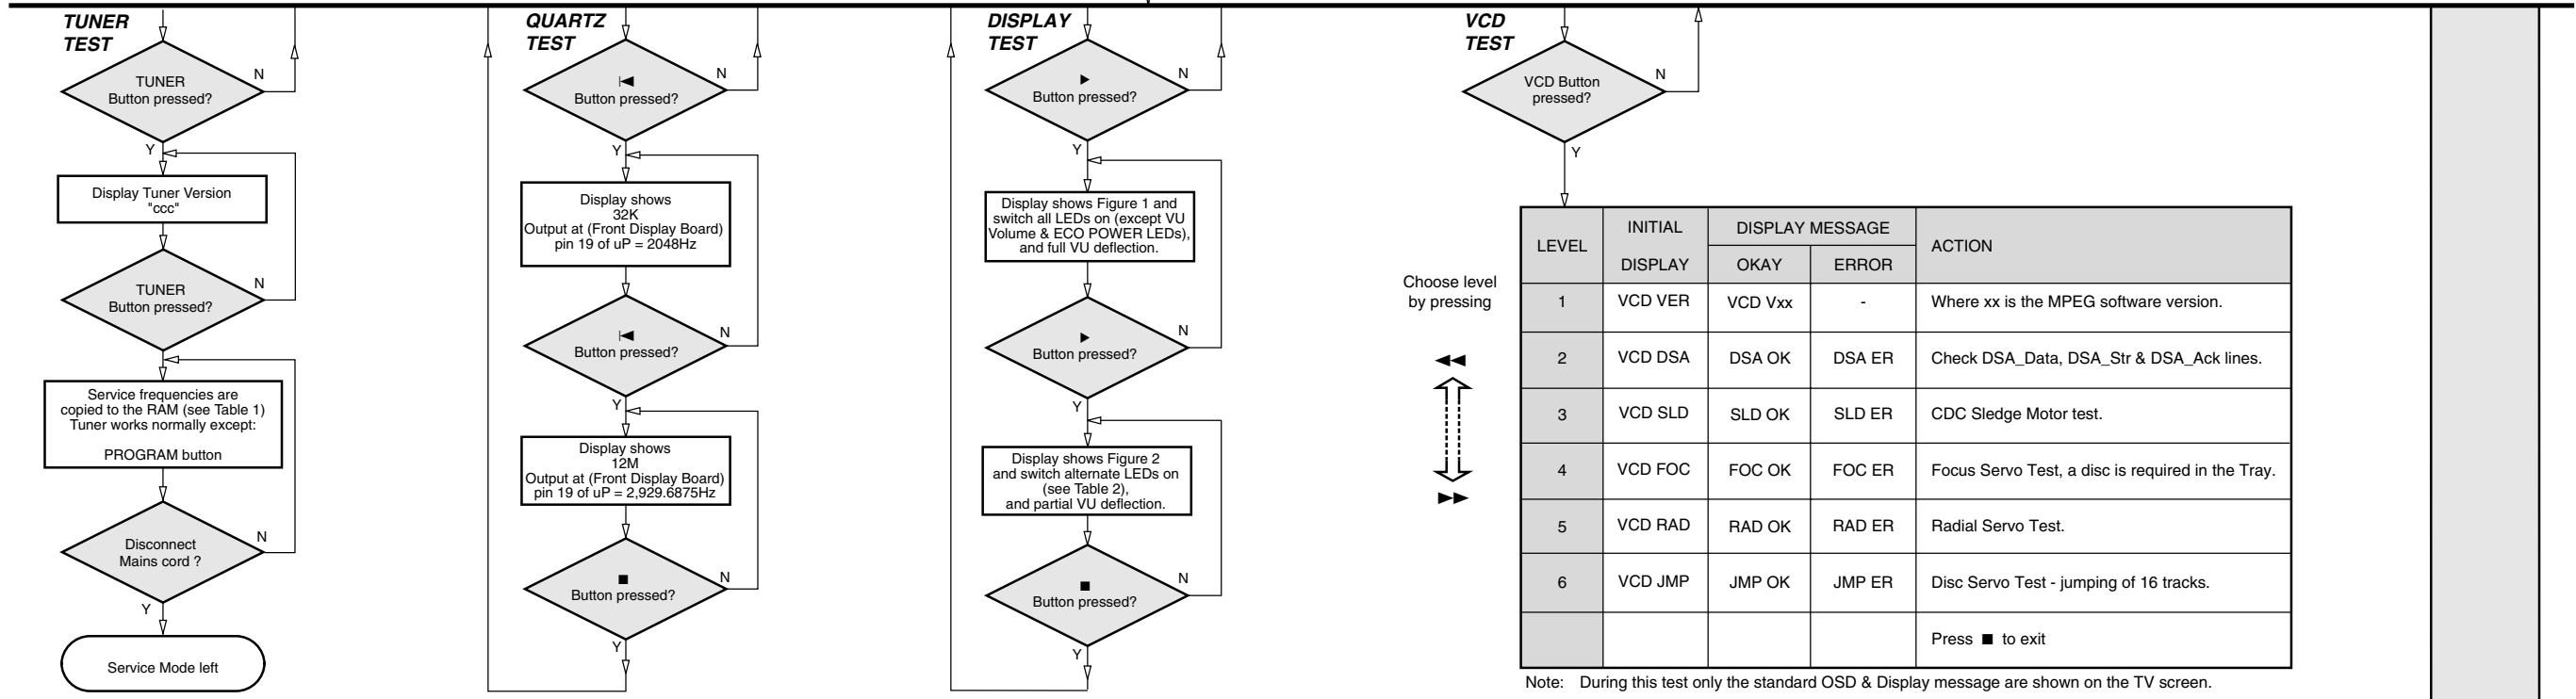 TUNER
TEST
TUNER
Button pressed?
N
Y
Display Tuner Version
"ccc"
TUNER
Button pressed?
N
Service frequencies are
copied to the RAM (see Table 1)
Tuner works normally except:
PROGRAM button
Disconnect
Mains cord ?
N
Y
Service Mode left
QUARTZ
TEST
Button pressed?
N
Y
Display shows
32K
Output at (Front Display Board)
pin 19 of uP = 2048Hz
Button pressed?
N
Y
Display shows
12M
Output at (Front Display Board)
pin 19 of uP = 2,929.6875Hz
■
Button pressed?
N
Y
DISPLAY
TEST
▶
Button pressed?
N
Y
Display shows Figure 1 and
switch all LEDs on (except VU
Volume & ECO POWER LEDs),
and full VU deflection.
▶
Button pressed?
N
Y
Display shows Figure 2
and switch alternate LEDs on
(see Table 2),
and partial VU deflection.
■
Button pressed?
N
Y
VCD
TEST
VCD Button
pressed?
N
Y
Choose level
by pressing
◀◀
▶▶
LEVEL INITIAL DISPLAY DISPLAY MESSAGE ACTION
OKAY ERROR
1 VCD VER VCD Vxx - Where xx is the MPEG software version.
2 VCD DSA DSA OK DSA ER Check DSA_Data, DSA_Str & DSA_Ack lines.
3 VCD SLD SLD OK SLD ER CDC Sledge Motor test.
4 VCD FOC FOC OK FOC ER Focus Servo Test, a disc is required in the Tray.
5 VCD RAD RAD OK RAD ER Radial Servo Test.
6 VCD JMP JMP OK JMP ER Disc Servo Test - jumping of 16 tracks.
Press ■ to exit
Note: During this test only the standard OSD & Display message are shown on the TV screen.